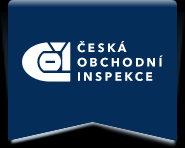 ČESKÁ
OBCHODNÍ
INSPEKCE